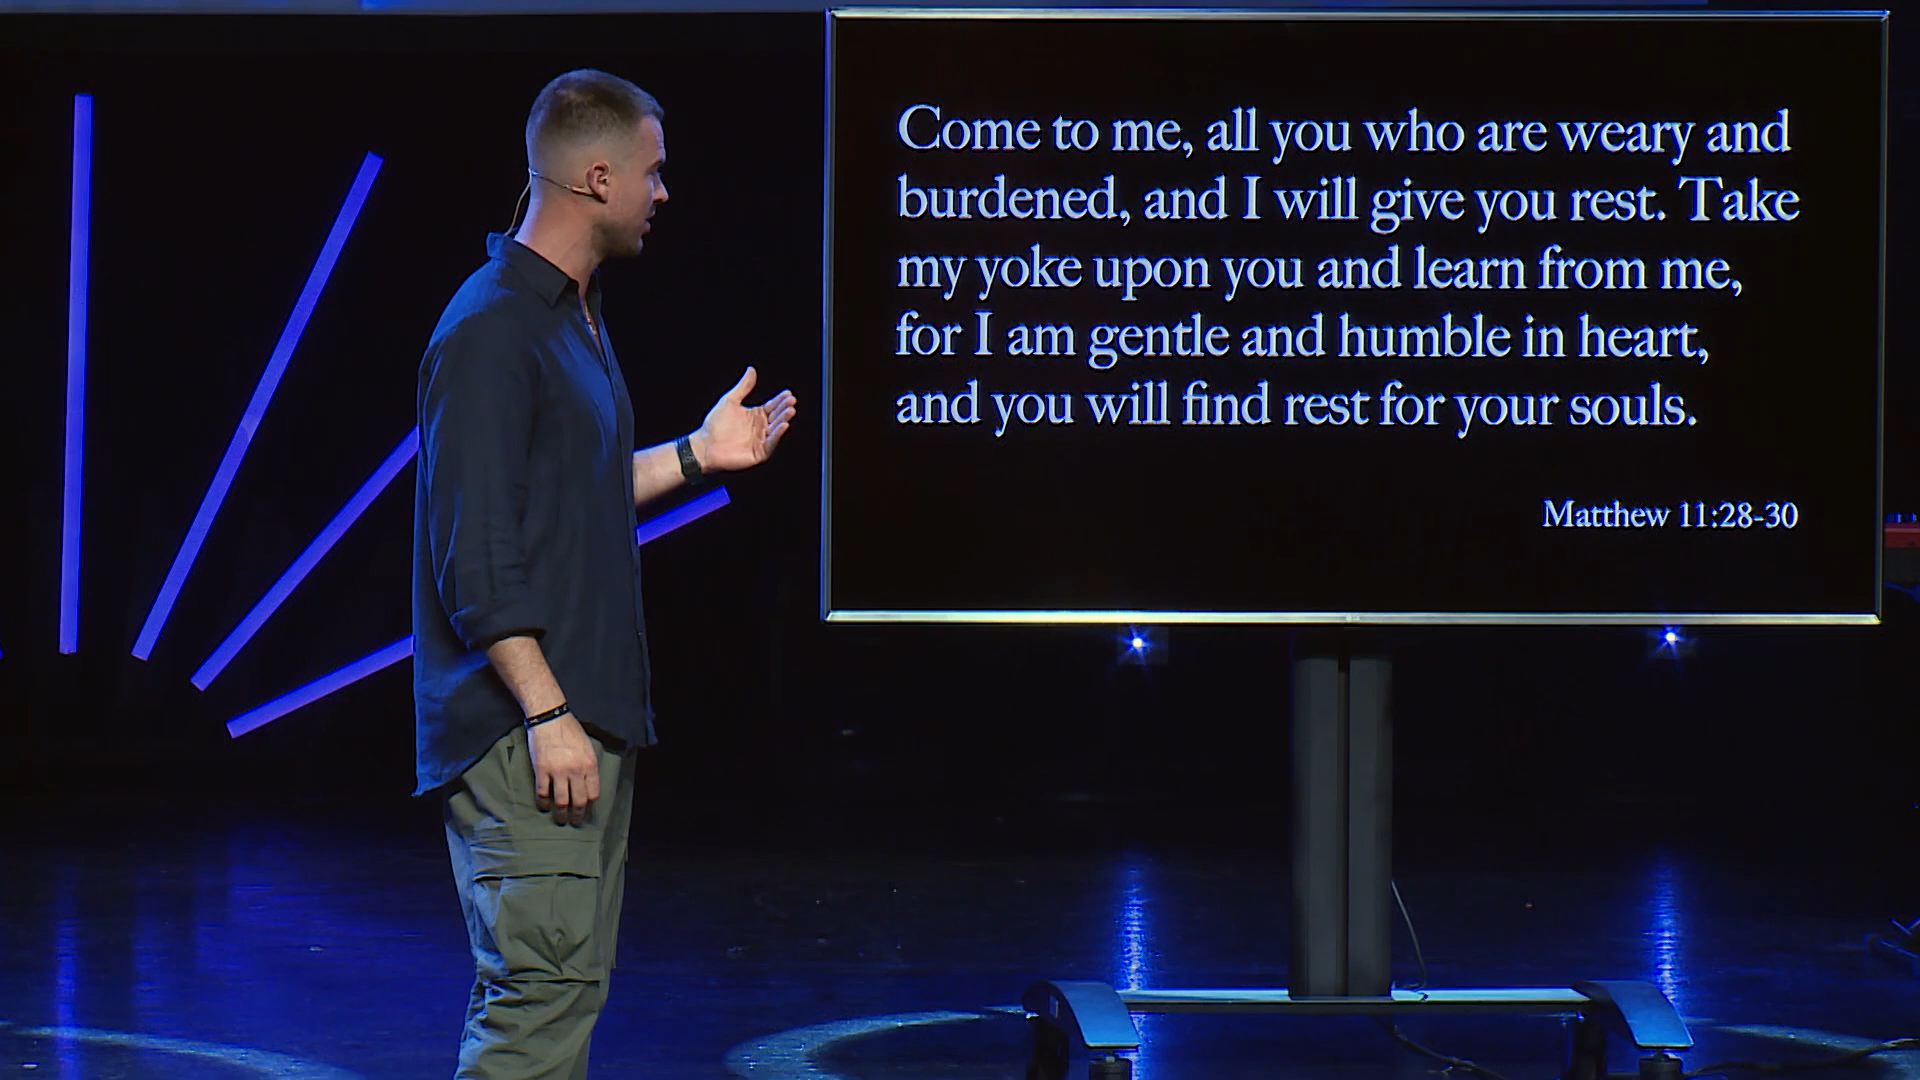 Come to me, all you who are weary and
burdened, and I will give you rest. Take
my yoke upon you and learn from me,
for I am gentle and humble in heart,
and you will find rest for your souls.
Matthew 11:28-30